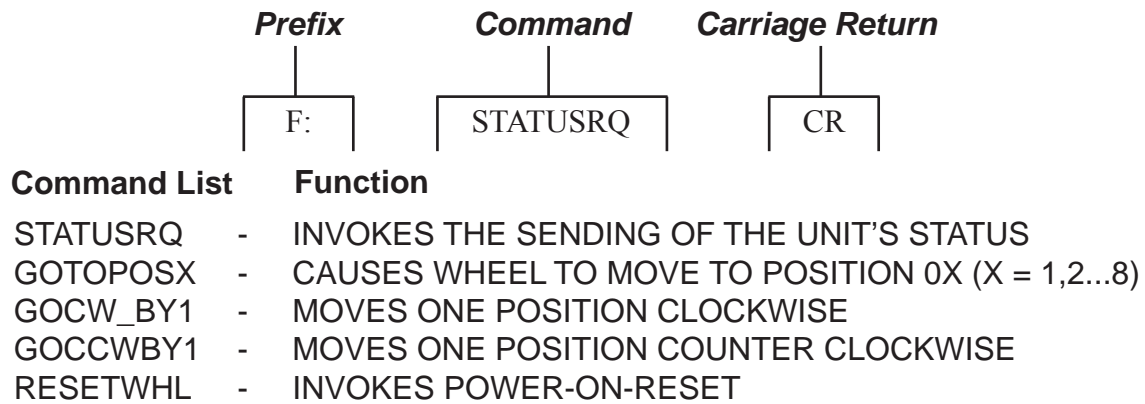 Prefix Command Carriage Return
F: STATUSRQ CR
Command List Function
STATUSRQ - INVOKES THE SENDING OF THE UNIT'S STATUS
GOTOPOSX - CAUSES WHEEL TO MOVE TO POSITION 0X (X = 1,2...8)
GOCW_BY1 - MOVES ONE POSITION CLOCKWISE
GOCCWBY1 - MOVES ONE POSITION COUNTER CLOCKWISE
RESETWHL - INVOKES POWER-ON-RESET